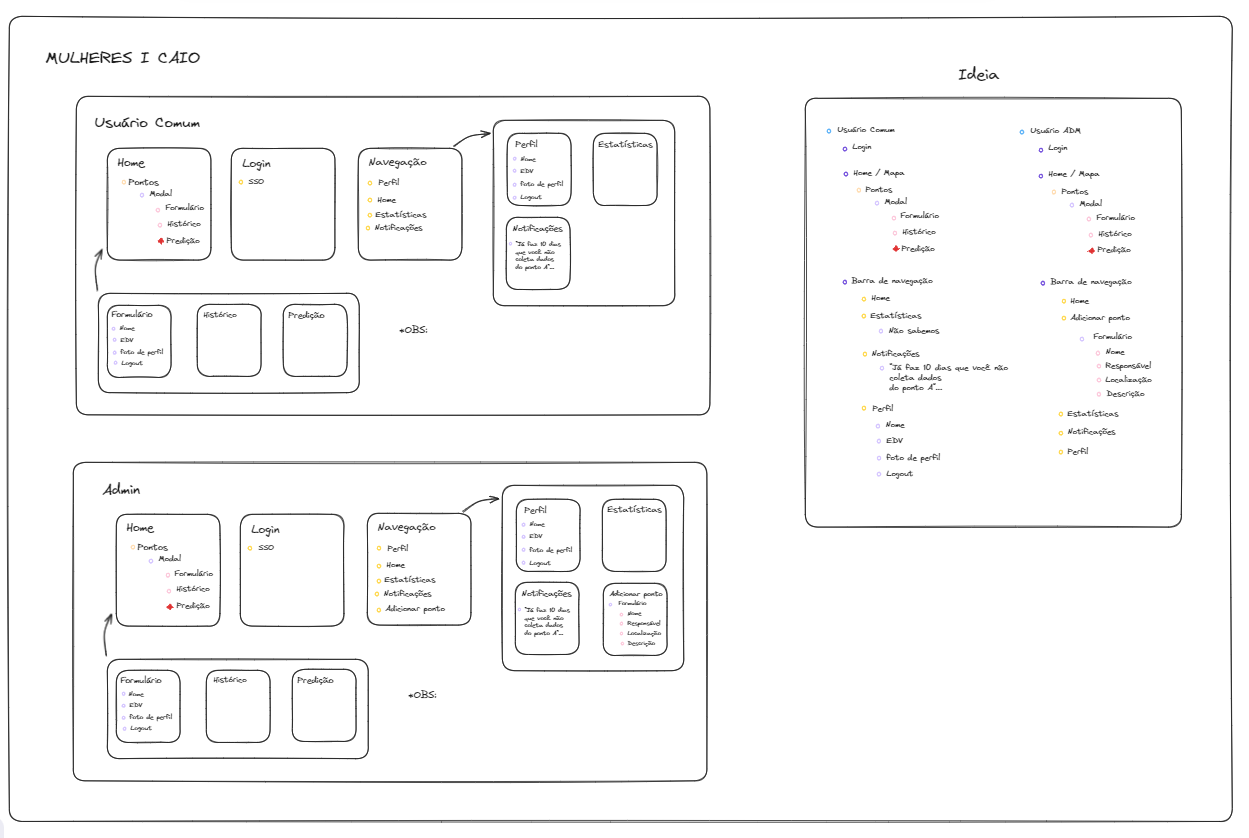 MULHERES I CAIO
Usuário Comum
Home
Pontos
Modal
Formulário
Histórico
Predição
Login
SSO
Navegação
Perfil
Home
Estatísticas
Notificações
Perfil
Nome
EDV
foto de perfil
Logout
Estatísticas
Notificações
"Já faz 10 dias
que você não
coleta dados
do ponto A"...
Formulário
Nome
EDV
foto de perfil
Logout
Histórico
Predição
*OBS:
Admin
Home
Pontos
Modal
Formulário
Histórico
Predição
Login
SSO
Navegação
Perfil
Home
Estatísticas
Notificações
Adicionar ponto
Perfil
Nome
EDV
foto de perfil
Logout
Estatísticas
Notificações
"Já faz 10 dias
que você não
coleta dados
do ponto A"...
Adicionar ponto
Formulário
Nome
Responsável
Localização
Descrição
Formulário
Nome
EDV
foto de perfil
Logout
Histórico
Predição
*OBS:
Ideia
Usuário Comum
Login
Home / Mapa
Pontos
Modal
Formulário
Histórico
Predição
Barra de navegação
Home
Estatísticas
Não sabemos
Notificações
"Já faz 10 dias que você não
coleta dados
do ponto A"...
Perfil
Nome
EDV
foto de perfil
Logout
Usuário ADM
Login
Home / Mapa
Pontos
Modal
Formulário
Histórico
Predição
Barra de navegação
Home
Adicionar ponto
Formulário
Nome
Responsável
Localização
Descrição
Estatísticas
Notificações
Perfil